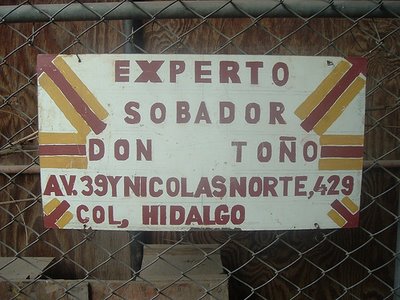 EXPERTO
SOBADOR
DON TOÑO
AV. 39 Y NICOLAS NORTE, 429
COL, HIDALGO